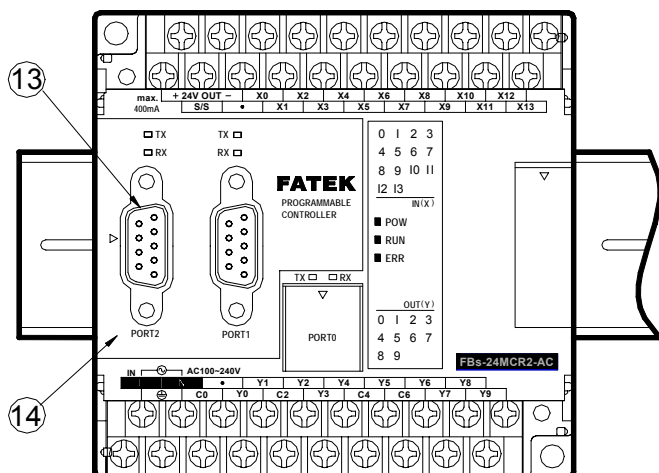 13
max. + 24V OUT – X0 X2 X4 X6 X8 X10 X12
400mA S/S • X1 X3 X5 X7 X9 X11 X13
TX TX
RX RX
0 1 2 3
4 5 6 7
8 9 10 11
12 13
IN(X)
FATEK
PROGRAMMABLE
CONTROLLER
POW
RUN
ERR
TX RX
PORT2 PORT1 PORT0
OUT(Y)
0 1 2 3
4 5 6 7
8 9
FBs-24MCR2-AC
14
IN AC100~240V
• Y1 Y2 Y4 Y5 Y6 Y8
C0 Y0 C2 Y3 C4 C6 Y7 Y9